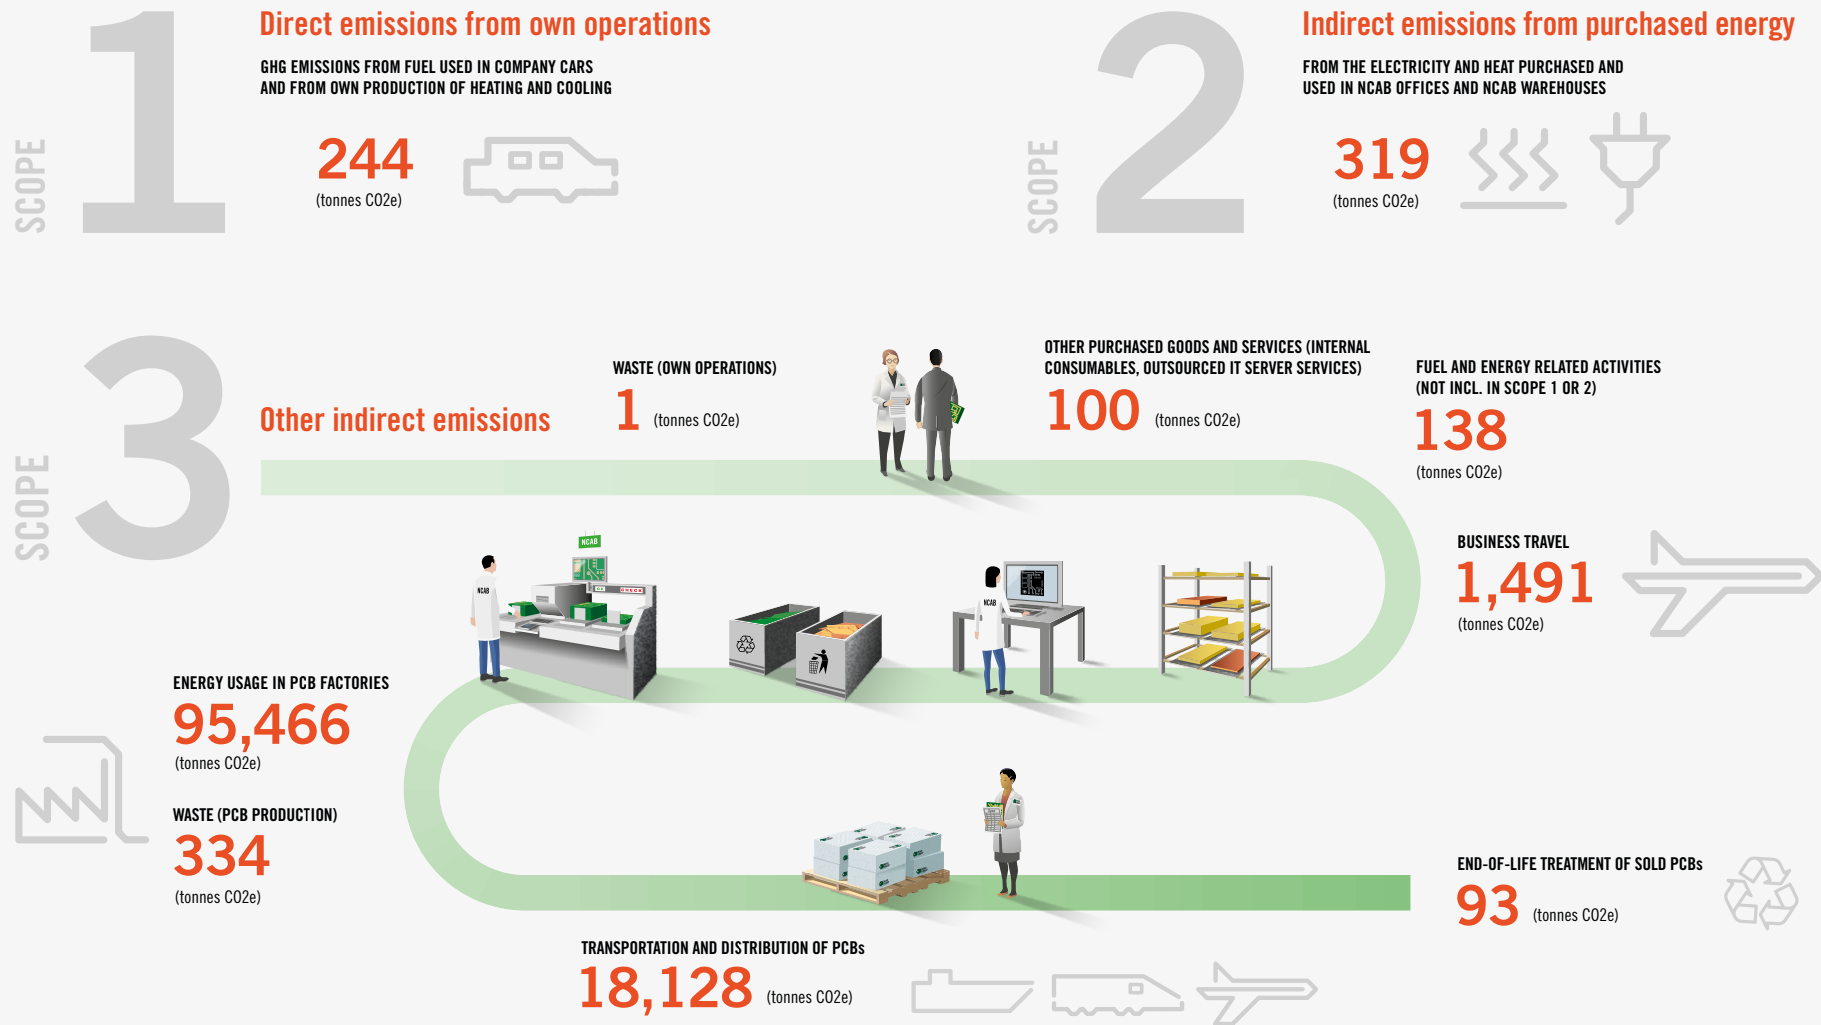 SCOPE
1
Direct emissions from own operations
GHG EMISSIONS FROM FUEL USED IN COMPANY CARS
AND FROM OWN PRODUCTION OF HEATING AND COOLING
244
(tonnes CO2e)
SCOPE
2
Indirect emissions from purchased energy
FROM THE ELECTRICITY AND HEAT PURCHASED AND
USED IN NCAB OFFICES AND NCAB WAREHOUSES
319
(tonnes CO2e)
SCOPE
3
Other indirect emissions
WASTE (OWN OPERATIONS)
1 (tonnes CO2e)
OTHER PURCHASED GOODS AND SERVICES (INTERNAL
CONSUMABLES, OUTSOURCED IT SERVER SERVICES)
100 (tonnes CO2e)
FUEL AND ENERGY RELATED ACTIVITIES
(NOT INCL. IN SCOPE 1 OR 2)
138
(tonnes CO2e)
BUSINESS TRAVEL
1,491
(tonnes CO2e)
NCAB
NCAB
NCAB
ENERGY USAGE IN PCB FACTORIES
95,466
(tonnes CO2e)
WASTE (PCB PRODUCTION)
334
(tonnes CO2e)
TRANSPORTATION AND DISTRIBUTION OF PCBs
18,128 (tonnes CO2e)
END-OF-LIFE TREATMENT OF SOLD PCBs
93 (tonnes CO2e)